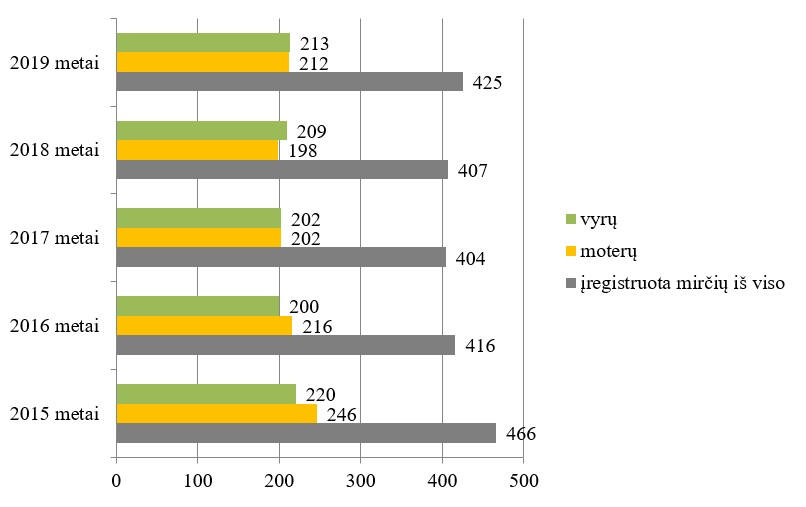 213
2019 metai
212
425
209
2018 metai
198
407
202
2017 metai
202
404
200
2016 metai
216
416
220
2015 metai
246
466
0 100 200 300 400 500
vyrų
moterų
įregistruota mirčių iš viso